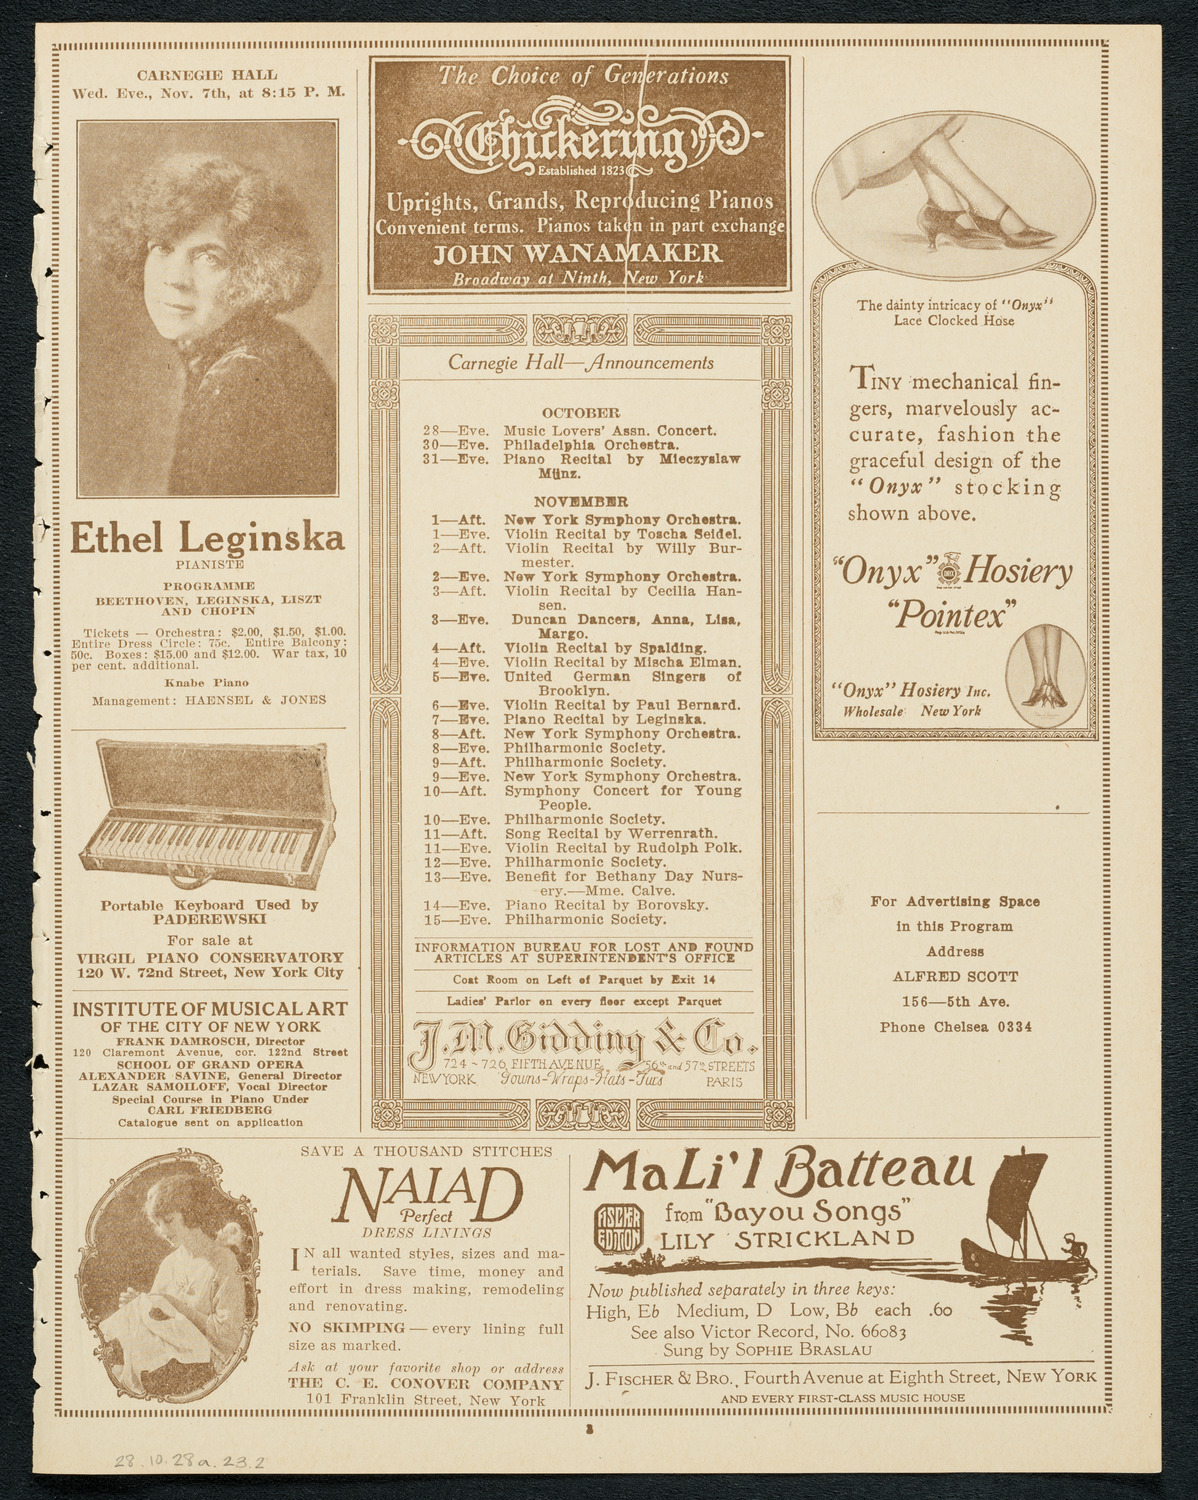 CARNEGIE HALL
Wed. Eve., Nov. 7th, at 8:15 P. M.
Ethel Leginska
PIANISTE
PROGRAMME
BEETHOVEN, LEGINSKA, LISZT
AND CHOPIN
Tickets — Orchestra: $2.00, $1.50, $1.00.
Entire Dress Circle: 75c. Entire Balcony:
50c. Boxes: $15.00 and $12.00. War tax, 10
per cent. additional.
Knabe Piano
Management: HAENSEL & JONES
Portable Keyboard Used by
PADEREWSKI
For sale at
VIRGIL PIANO CONSERVATORY
120 W. 72nd Street, New York City
INSTITUTE OF MUSICAL ART
OF THE CITY OF NEW YORK
FRANK DAMROSCH, Director
120 Claremont Avenue, cor. 122nd Street
SCHOOL OF GRAND OPERA
ALEXANDER SAVINE, General Director
LAZAR SAMOILOFF, Vocal Director
Special Course in Piano Under
CARL FRIEDBERG
Catalogue sent on application
The Choice of Generations
Chickering
Established 1823
Uprights, Grands, Reproducing Pianos
Convenient terms. Pianos taken in part exchange
JOHN WANAMAKER
Broadway at Ninth, New York
Carnegie Hall—Announcements
OCTOBER
28—Eve. Music Lovers' Assn. Concert.
30—Eve. Philadelphia Orchestra.
31—Eve. Piano Recital by Mieczyslaw
Münz.
NOVEMBER
1—Aft. New York Symphony Orchestra.
1—Eve. Violin Recital by Toscha Seidel.
2—Aft. Violin Recital by Willy Bur-
mester.
2—Eve. New York Symphony Orchestra.
3—Aft. Violin Recital by Cecilia Han-
sen.
3—Eve. Duncan Dancers, Anna, Lisa,
Margo.
4—Aft. Violin Recital by Spalding.
4—Eve. Violin Recital by Mischa Elman.
5—Eve. United German Singers of
Brooklyn.
6—Eve. Violin Recital by Paul Bernard.
7—Eve. Piano Recital by Leginska.
8—Aft. New York Symphony Orchestra.
8—Eve. Philharmonic Society.
9—Aft. Philharmonic Society.
9—Eve. New York Symphony Orchestra.
10—Aft. Symphony Concert for Young
People.
10—Eve. Philharmonic Society.
11—Aft. Song Recital by Werrenrath.
11—Eve. Violin Recital by Rudolph Polk.
12—Eve. Philharmonic Society.
13—Eve. Benefit for Bethany Day Nurs-
ery.—Mme. Calve.
14—Eve. Piano Recital by Borovsky.
15—Eve. Philharmonic Society.
INFORMATION BUREAU FOR LOST AND FOUND
ARTICLES AT SUPERINTENDENT'S OFFICE
Coat Room on Left of Parquet by Exit 14
Ladies' Parlor on every floor except Parquet
J. M. Gidding & Co.
724 - 726 FIFTH AVENUE, 56th and 57th STREETS
NEW YORK Gowns-Wraps-Hats-Furs PARIS
The dainty intricacy of "Onyx"
Lace Clocked Hose
TINY mechanical fin-
gers, marvelously ac-
curate, fashion the
graceful design of the
"Onyx" stocking
shown above.
"Onyx" Hosiery
"Pointex"
"Onyx" Hosiery Inc.
Wholesale New York
For Advertising Space
in this Program
Address
ALFRED SCOTT
156—5th Ave.
Phone Chelsea 0334
SAVE A THOUSAND STITCHES
NAIAD
Perfect
DRESS LININGS
IN all wanted styles, sizes and ma-
terials. Save time, money and
effort in dress making, remodeling
and renovating.
NO SKIMPING — every lining full
size as marked.
Ask at your favorite shop or address
THE C. E. CONOVER COMPANY
101 Franklin Street, New York
Ma Li'l Batteau
FISCHER EDITION
from "Bayou Songs"
LILY STRICKLAND
Now published separately in three keys:
High, Eb Medium, D Low, Bb each .60
See also Victor Record, No. 66083
Sung by SOPHIE BRASLAU
J. FISCHER & BRO., Fourth Avenue at Eighth Street, NEW YORK
AND EVERY FIRST-CLASS MUSIC HOUSE
28.10.28a.23.2